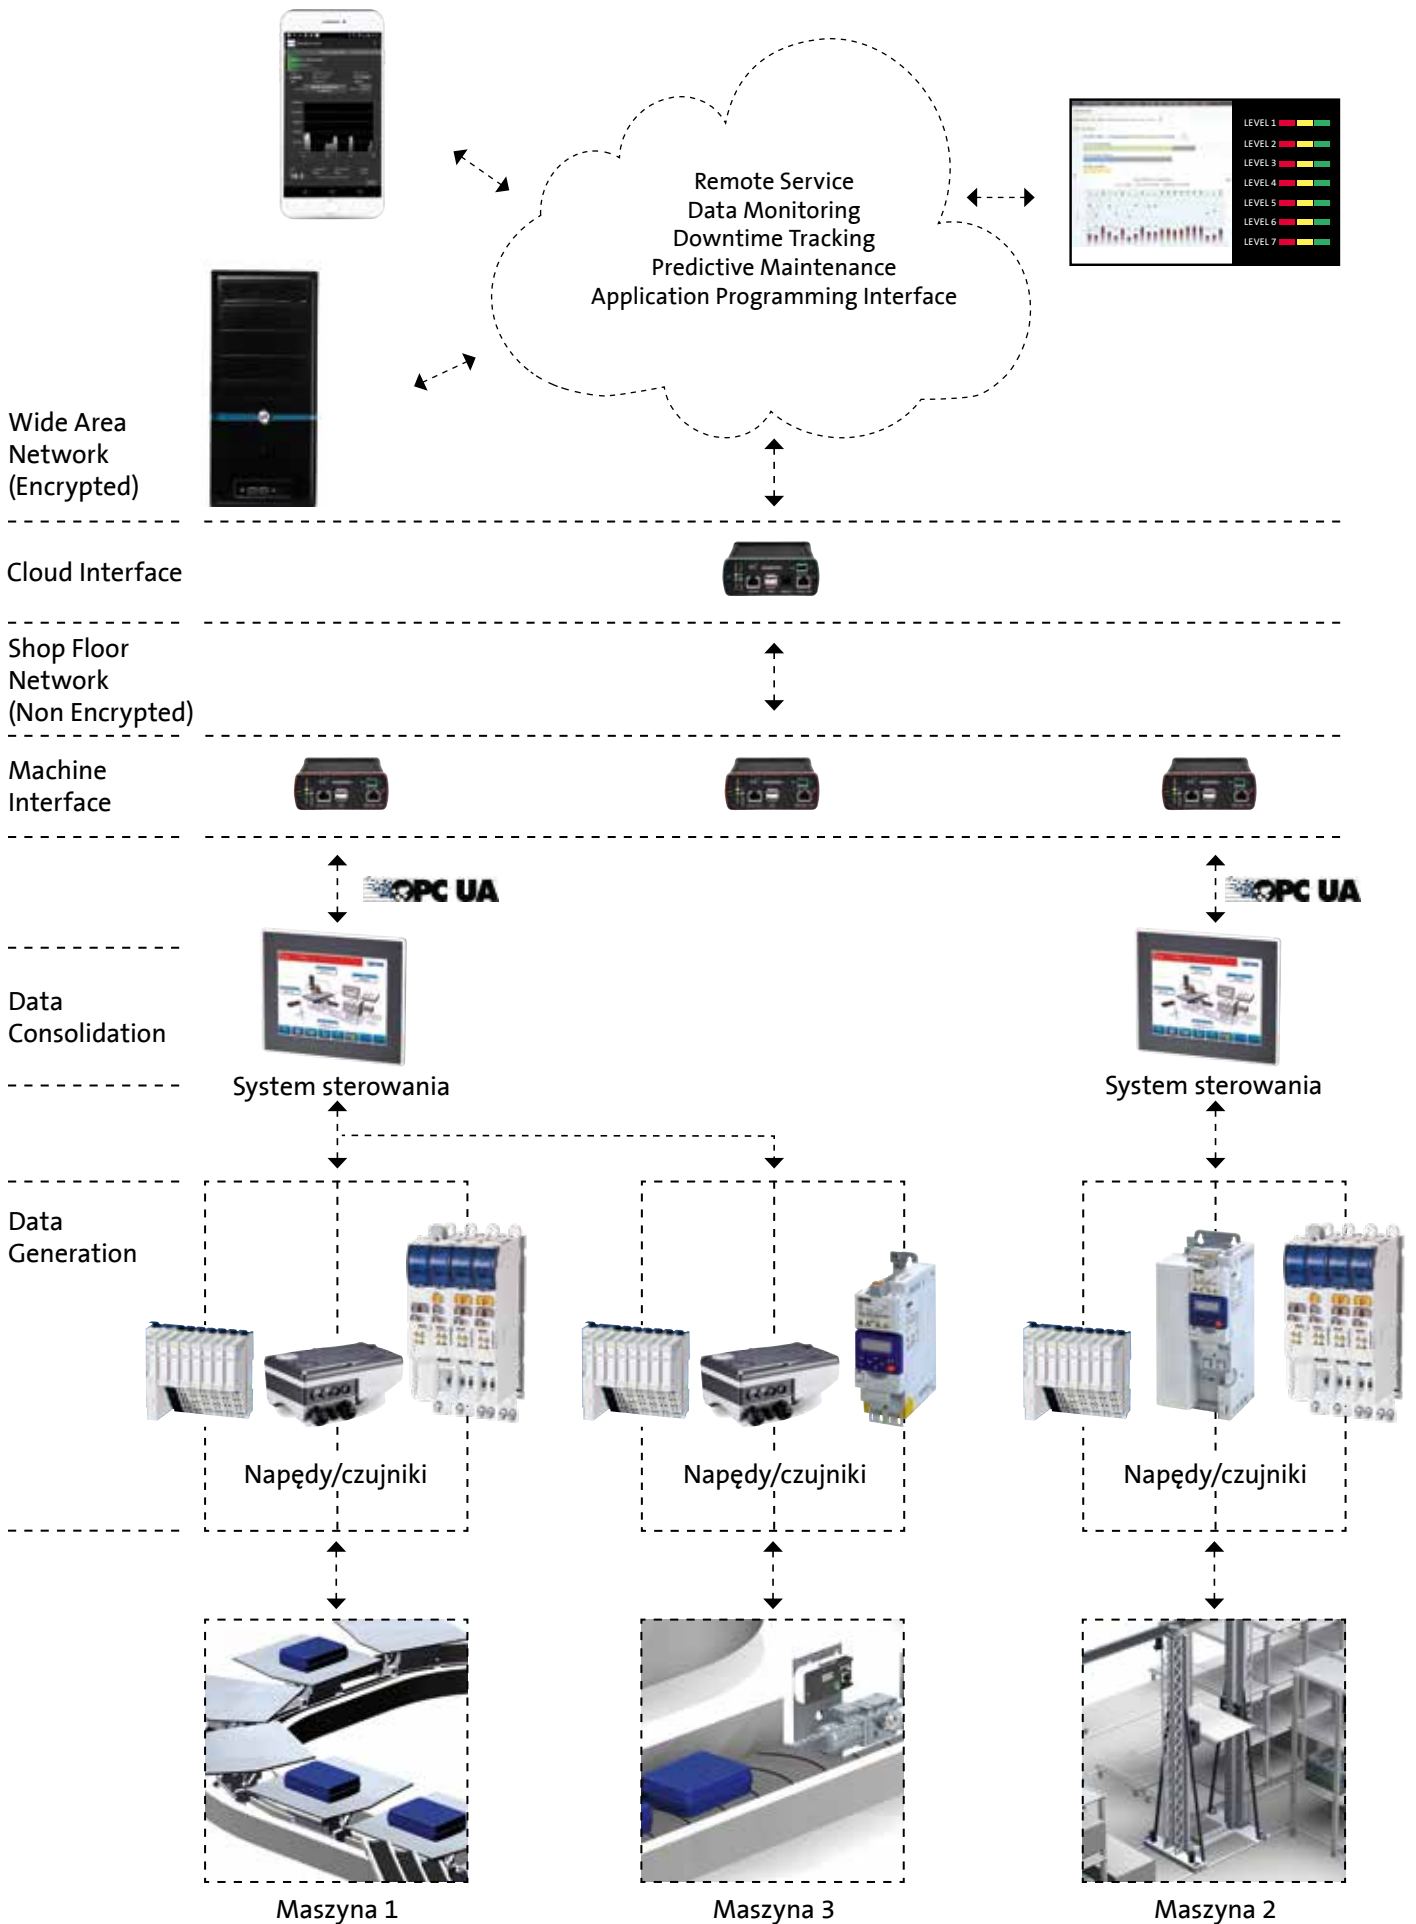 Remote Service
Data Monitoring
Downtime Tracking
Predictive Maintenance
Application Programming Interface
LEVEL 1
LEVEL 2
LEVEL 3
LEVEL 4
LEVEL 5
LEVEL 6
LEVEL 7
Wide Area
Network
(Encrypted)
Cloud Interface
Shop Floor
Network
(Non Encrypted)
Machine
Interface
OPC UA
OPC UA
Data
Consolidation
System sterowania
System sterowania
Data
Generation
Napędy/czujniki
Napędy/czujniki
Napędy/czujniki
Maszyna 1
Maszyna 3
Maszyna 2